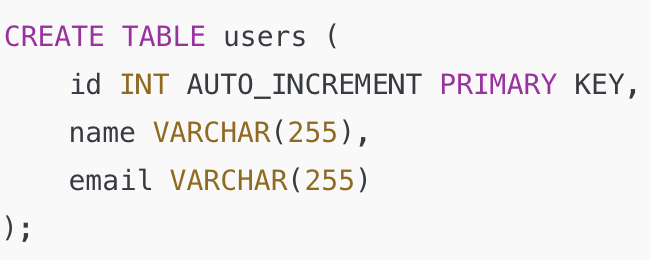 CREATE TABLE users (
    id INT AUTO_INCREMENT PRIMARY KEY,
    name VARCHAR(255),
    email VARCHAR(255)
);